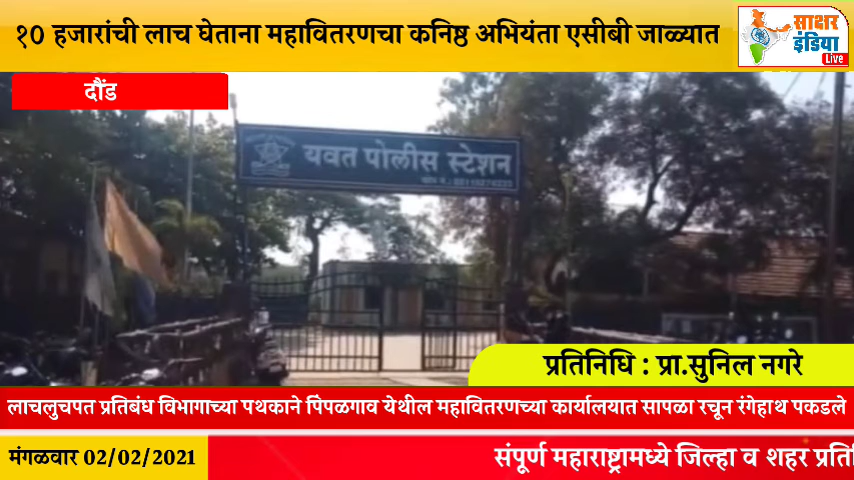 १० हजारांची लाच घेताना महावितरणचा कनिष्ठ अभियंता एसीबी जाळ्यात
साक्षर
इंडिया
Live
दौंड
यवत पोलीस स्टेशन
प्रतिनिधि : प्रा.सुनिल नगरे
लाचलुचपत प्रतिबंध विभागाच्या पथकाने पिंपळगाव येथील महावितरणच्या कार्यालयात सापळा रचून रंगेहाथ पकडले
मंगळवार 02/02/2021
संपूर्ण महाराष्ट्रामध्ये जिल्हा व शहर प्रति